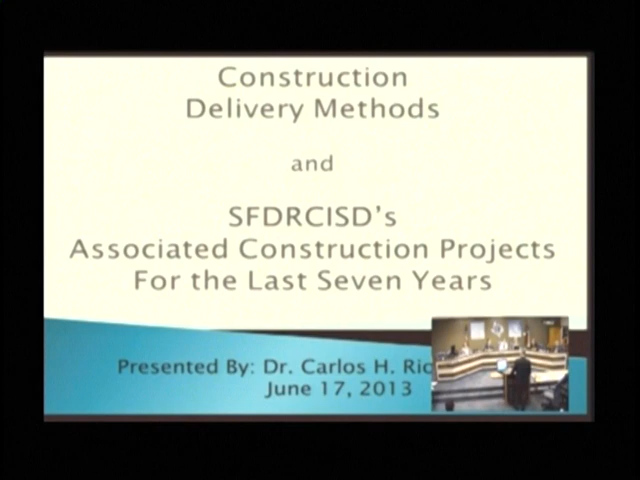 Construction
Delivery Methods
and
SFDRCISD's
Associated Construction Projects
For the Last Seven Years
Presented By: Dr. Carlos H.
June 17, 2013